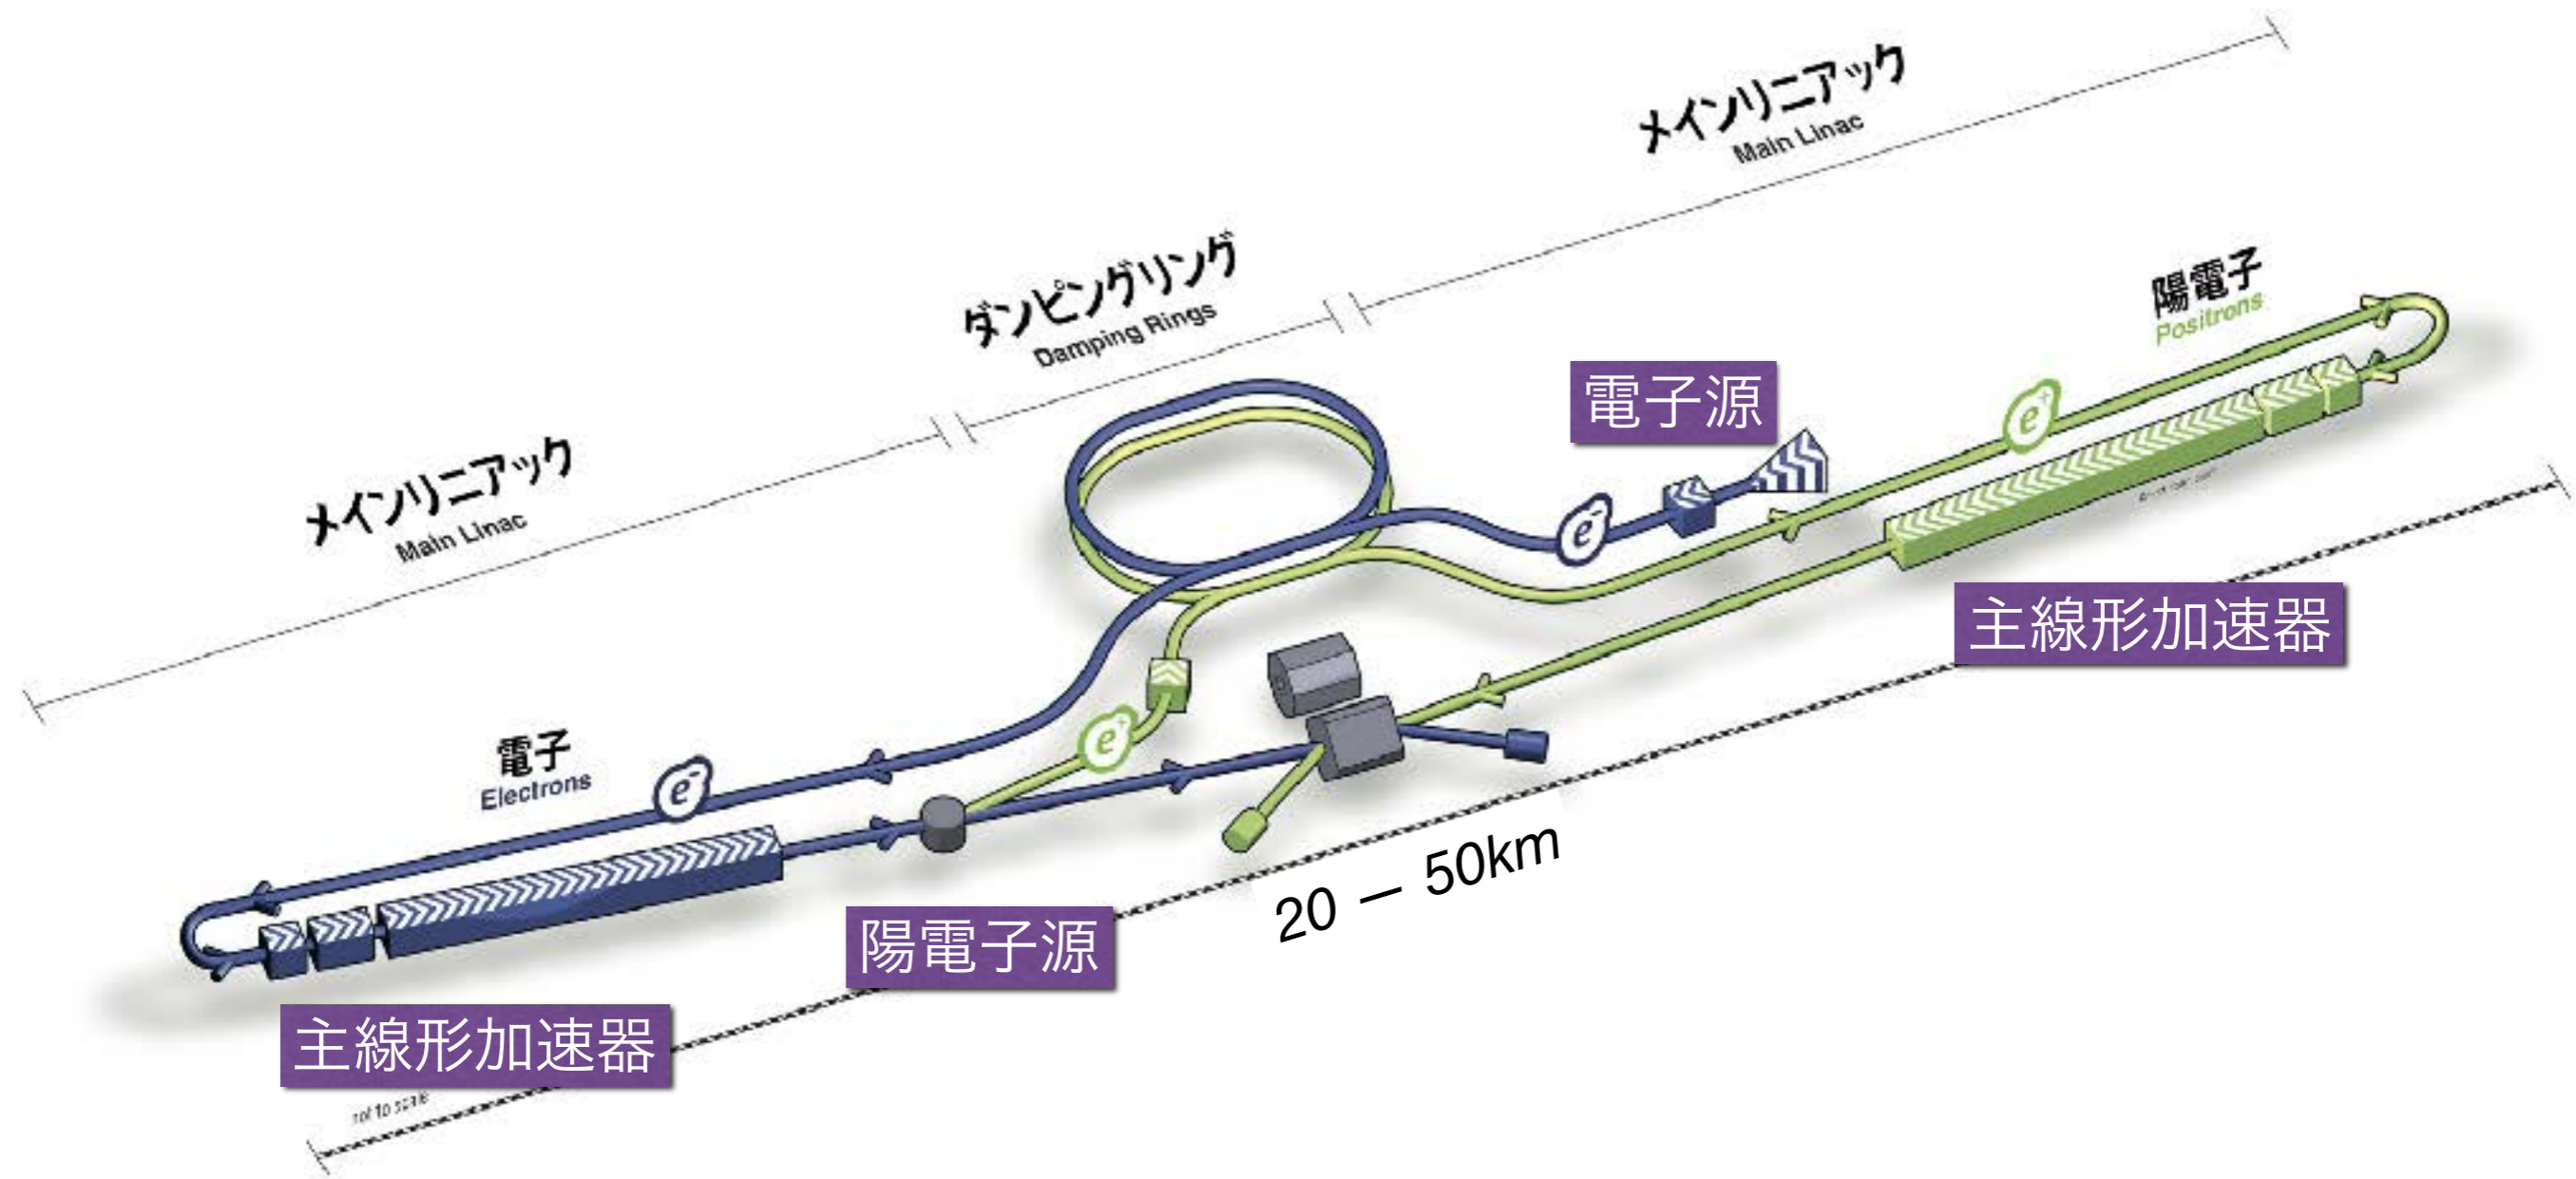 メインリニアック
Main Linac
ダンピングリング
Damping Rings
メインリニアック
Main Linac
陽電子
Positrons
電子源
e⁺
e⁻
主線形加速器
e⁺
電子
Electrons
e⁻
陽電子源
20 – 50km
主線形加速器
not to scale